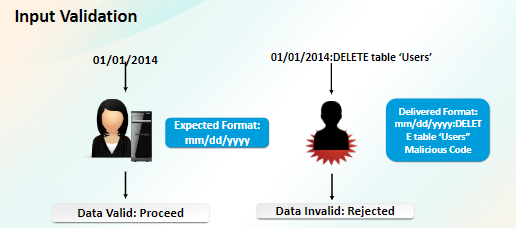 Input Validation
01/01/2014
01/01/2014:DELETE table ‘Users’
Expected Format:
mm/dd/yyyy
Delivered Format:
mm/dd/yyyy:DELET
E table ‘Users”
Malicious Code
Data Valid: Proceed
Data Invalid: Rejected